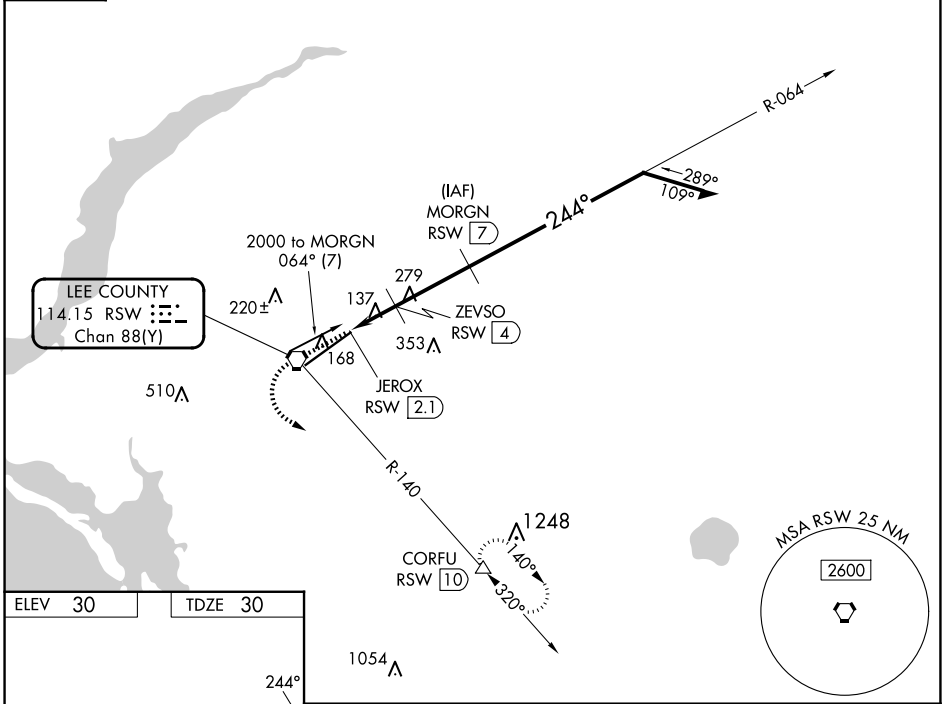 R-064
289°
109°
(IAF)
MORGN
RSW 7
244°
2000 to MORGN
064° (7)
279
LEE COUNTY
114.15 RSW
Chan 88(Y)
220±
137
ZEVSO
RSW 4
353
168
510
JEROX
RSW 2.1
R-140
1248
140°
CORFU
RSW 10
320°
MSA RSW 25 NM
2600
ELEV 30
TDZE 30
1054
244°